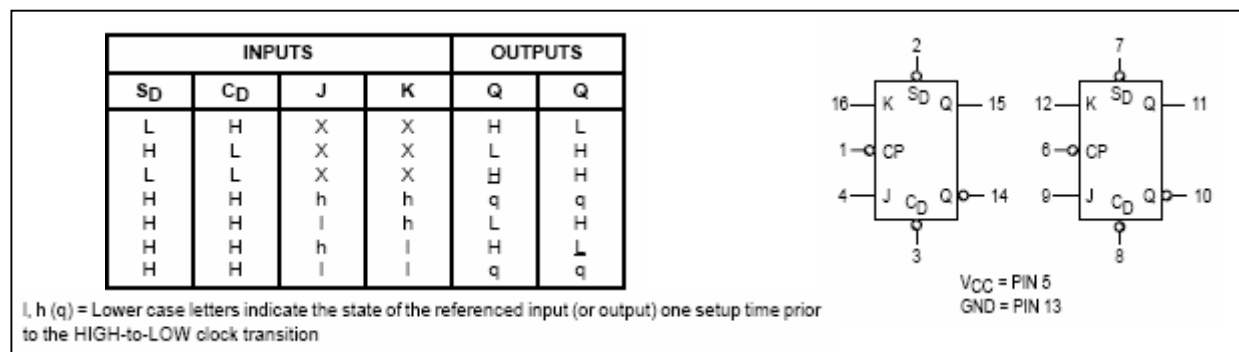 INPUTS OUTPUTS
SD CD J K Q Q
L H X X H L
H L X X L H
L L X X H H
H H h h q q
H H l h L H
H H h l H L
H H l l q q
l, h (q) = Lower case letters indicate the state of the referenced input (or output) one setup time prior
to the HIGH-to-LOW clock transition
2
16 K SD Q 15
1 CP
4 J CD Q 14
3
7
12 K SD Q 11
6 CP
9 J CD Q 10
8
VCC = PIN 5
GND = PIN 13